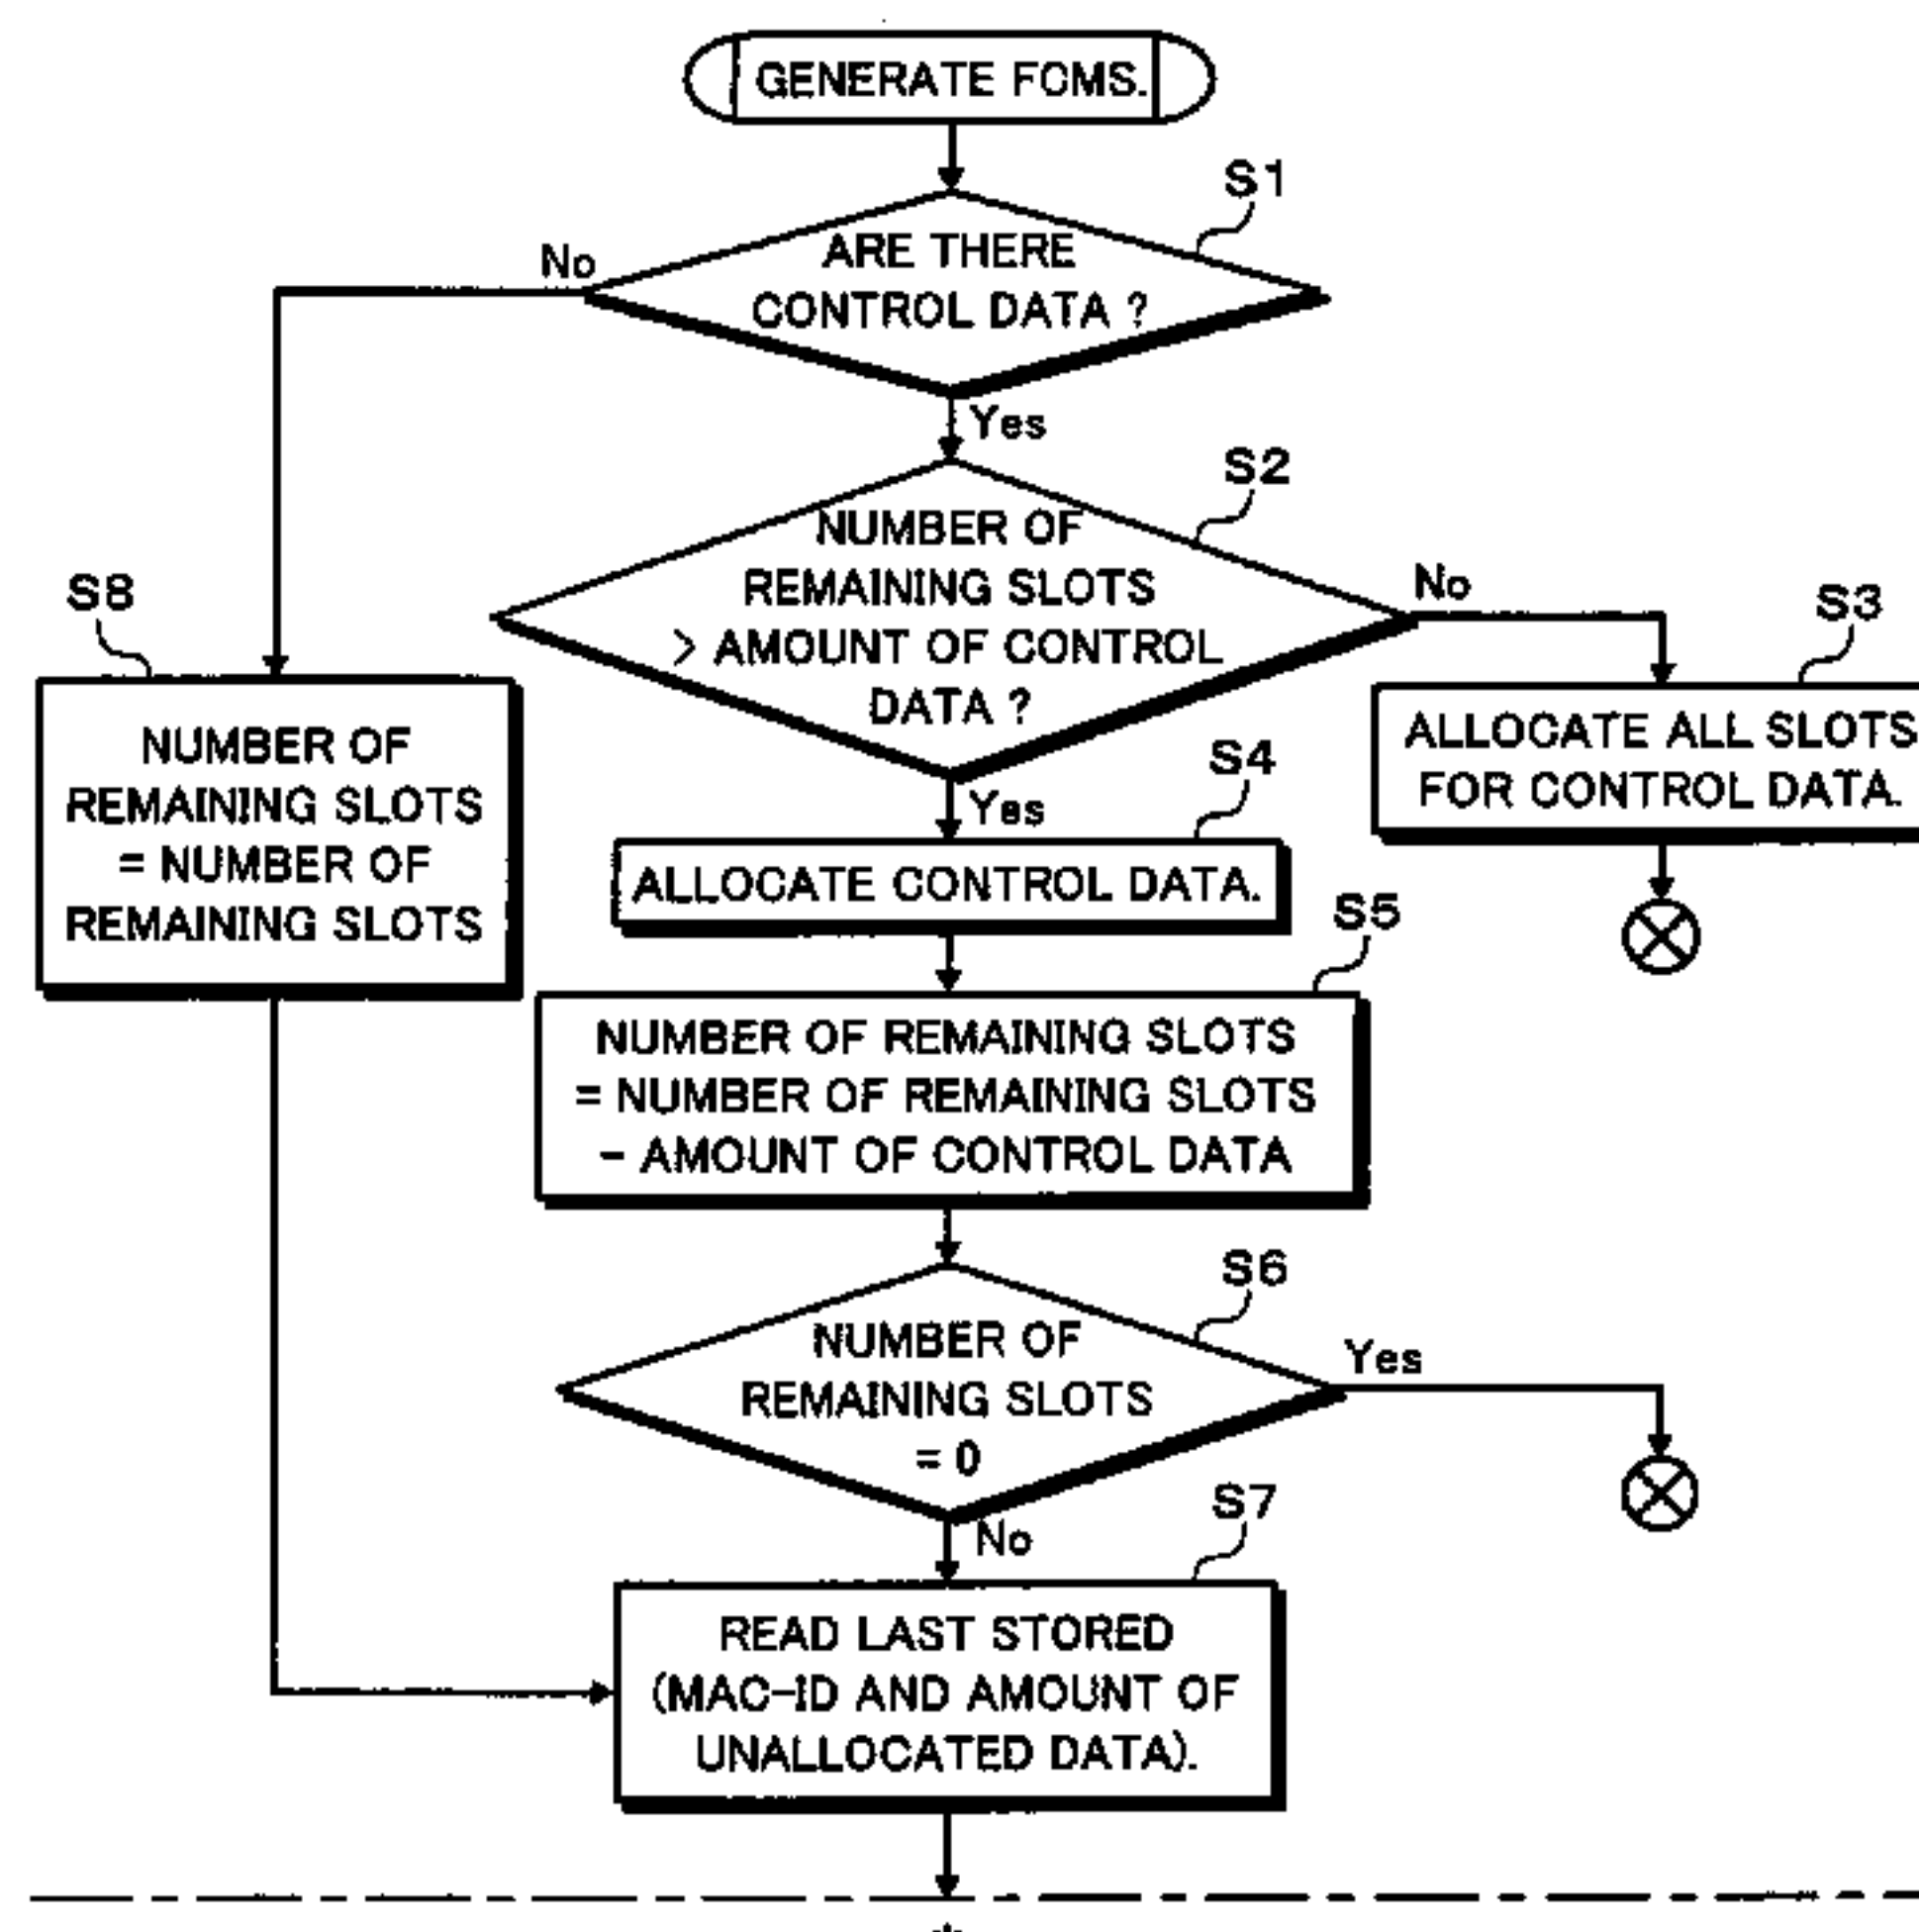 GENERATE FCMS.
S1
No
ARE THERE
CONTROL DATA ?
Yes
S2
NUMBER OF
REMAINING SLOTS
> AMOUNT OF CONTROL
DATA ?
No
S3
ALLOCATE ALL SLOTS
FOR CONTROL DATA.
S8
NUMBER OF
REMAINING SLOTS
= NUMBER OF
REMAINING SLOTS
Yes
S4
ALLOCATE CONTROL DATA.
S5
NUMBER OF REMAINING SLOTS
= NUMBER OF REMAINING SLOTS
- AMOUNT OF CONTROL DATA
S6
NUMBER OF
REMAINING SLOTS
= 0
Yes
No
S7
READ LAST STORED
(MAC-ID AND AMOUNT OF
UNALLOCATED DATA).